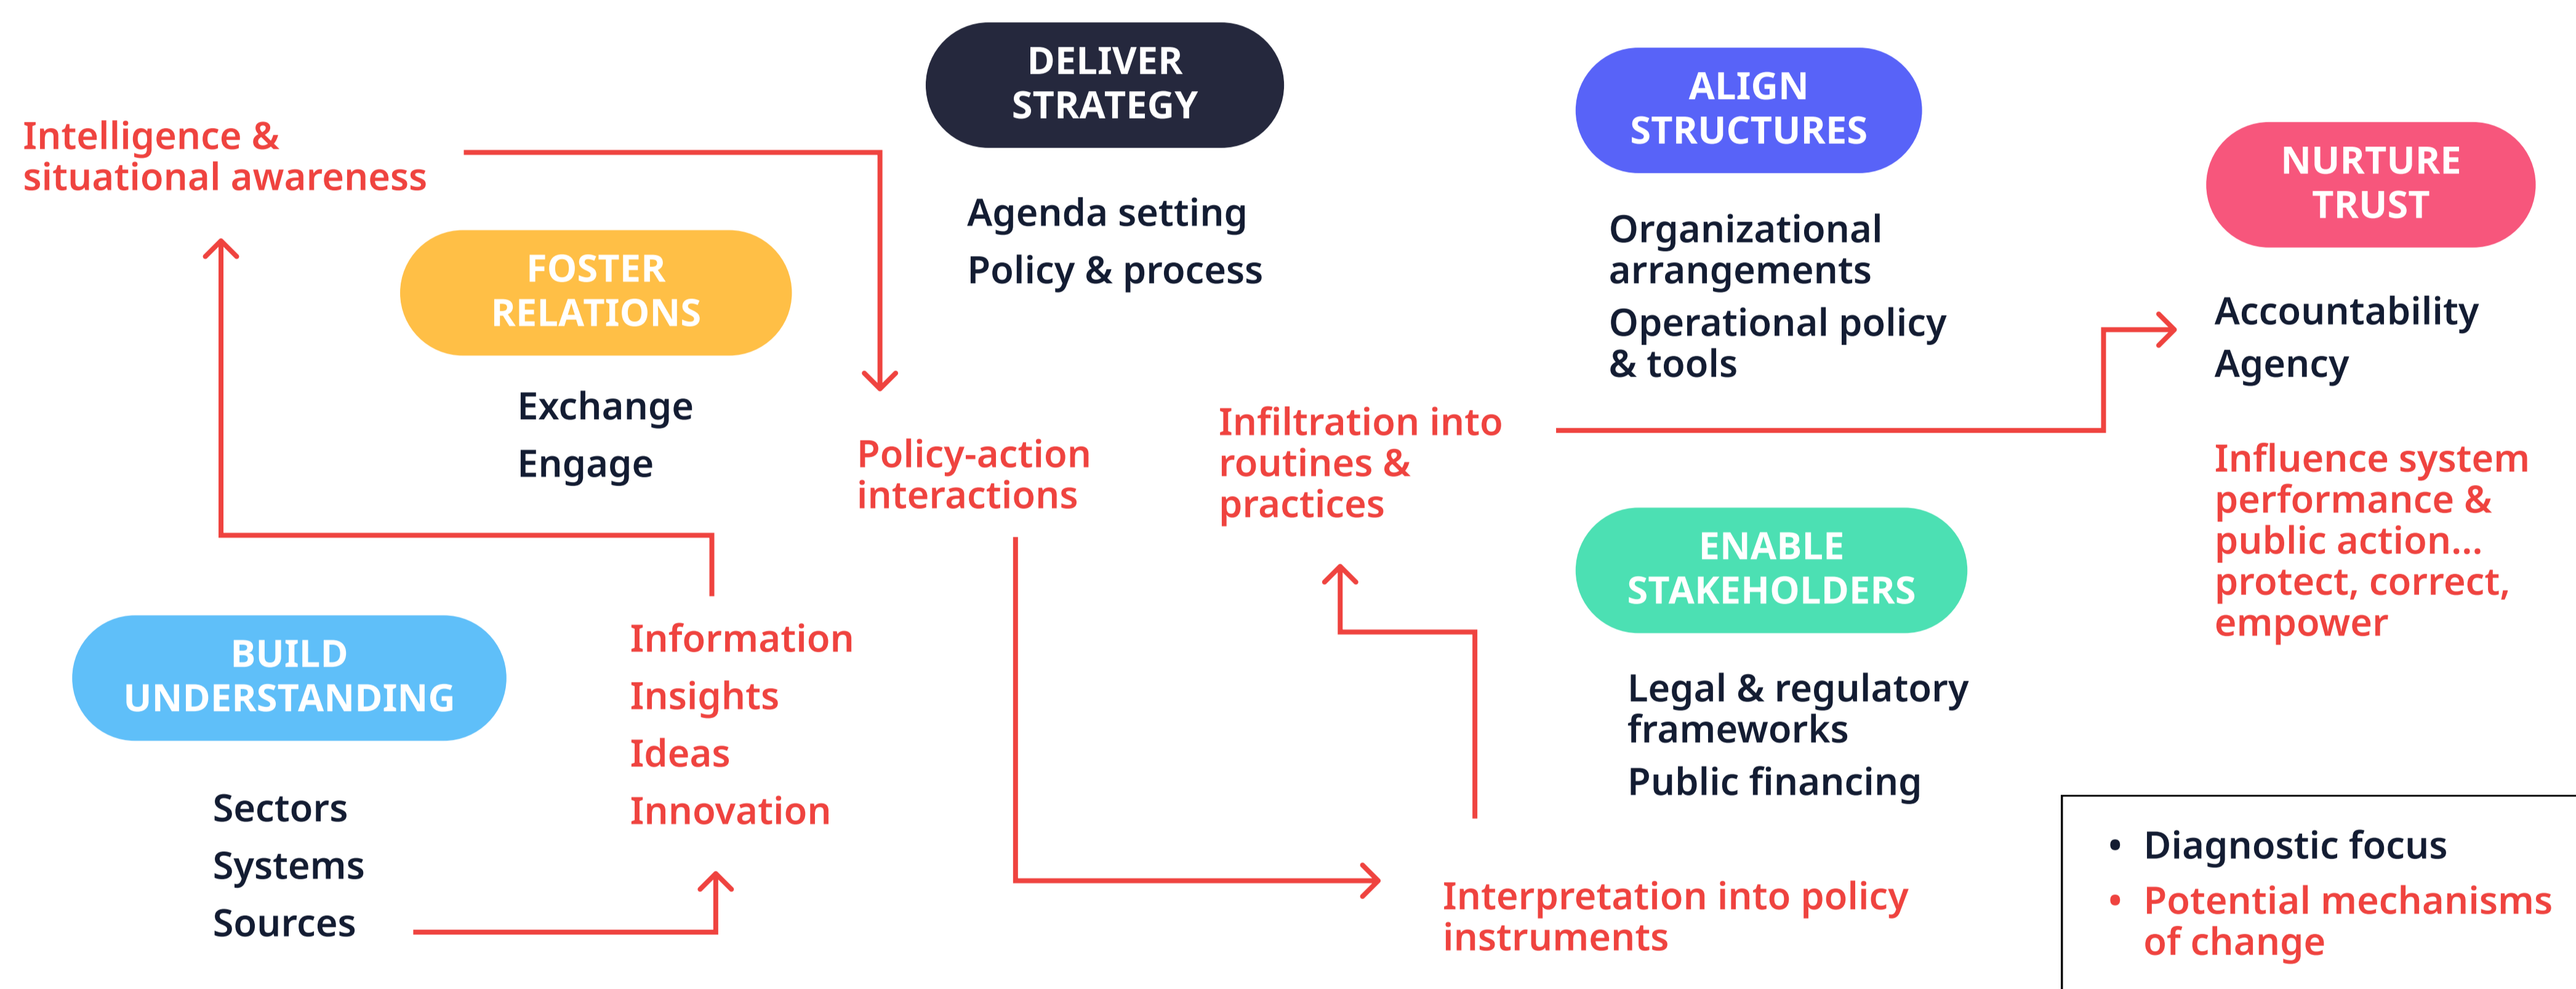 Intelligence &
situational awareness
FOSTER
RELATIONS
Exchange
Engage
BUILD
UNDERSTANDING
Sectors
Systems
Sources
Information
Insights
Ideas
Innovation
DELIVER
STRATEGY
Agenda setting
Policy & process
Policy-action
interactions
Infiltration into
routines &
practices
ALIGN
STRUCTURES
Organizational
arrangements
Operational policy
& tools
ENABLE
STAKEHOLDERS
Legal & regulatory
frameworks
Public financing
Interpretation into policy
instruments
NURTURE
TRUST
Accountability
Agency
Influence system
performance &
public action...
protect, correct,
empower
• Diagnostic focus
• Potential mechanisms
of change